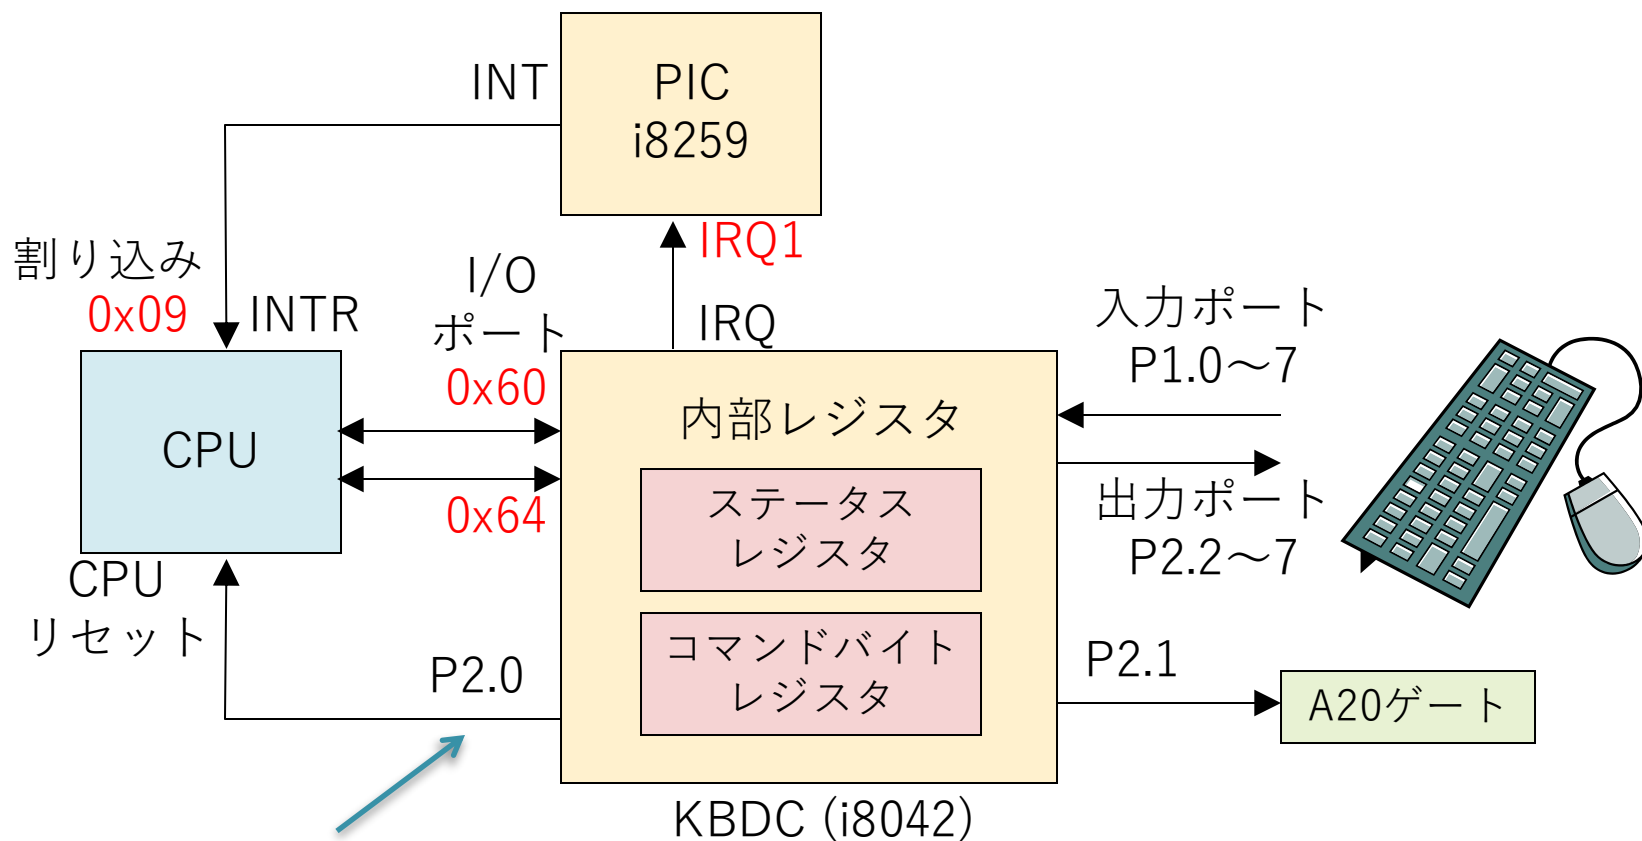 INT
PIC
i8259
IRQ1
割り込み
0x09
INTR
I/O
ポート
0x60
IRQ
入力ポート
P1.0～7
CPU
内部レジスタ
0x64
ステータス
レジスタ
出力ポート
P2.2～7
CPU
リセット
P2.0
コマンドバイト
レジスタ
P2.1
A20ゲート
KBDC (i8042)